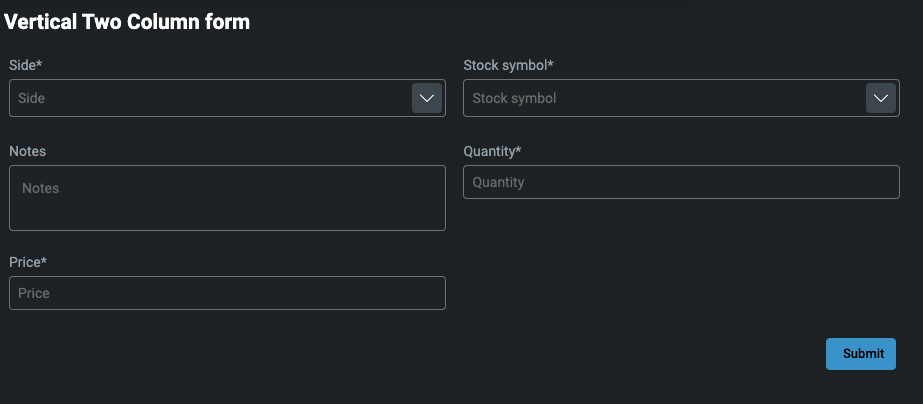 Vertical Two Column form
Side*
Stock symbol*
Side
Stock symbol
Notes
Quantity*
Notes
Quantity
Price*
Price
Submit